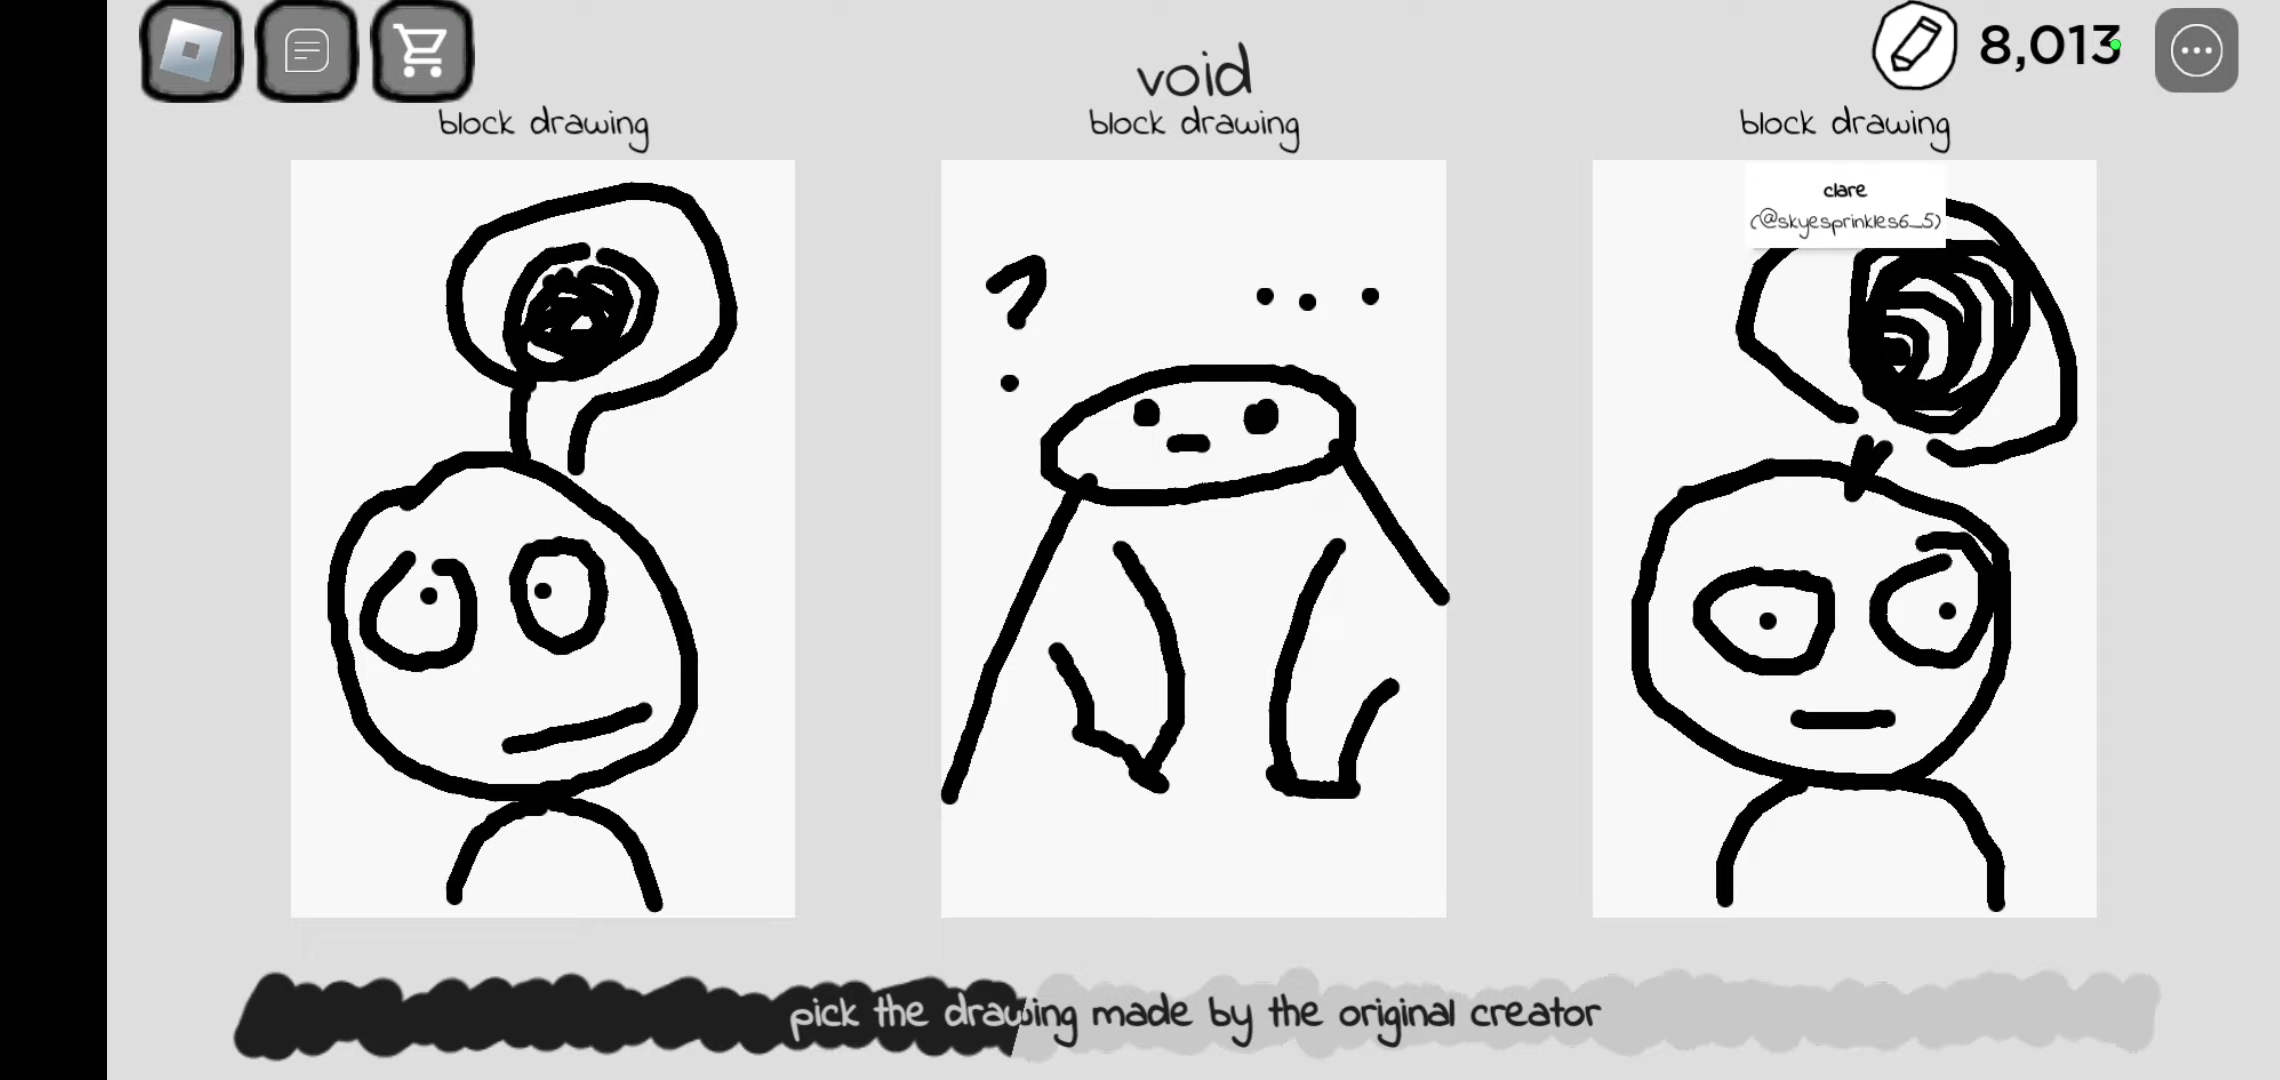 8,013
void
block drawing
block drawing
block drawing
clare
(@skyesprinkles6_5)
?
...
pick the drawing made by the original creator